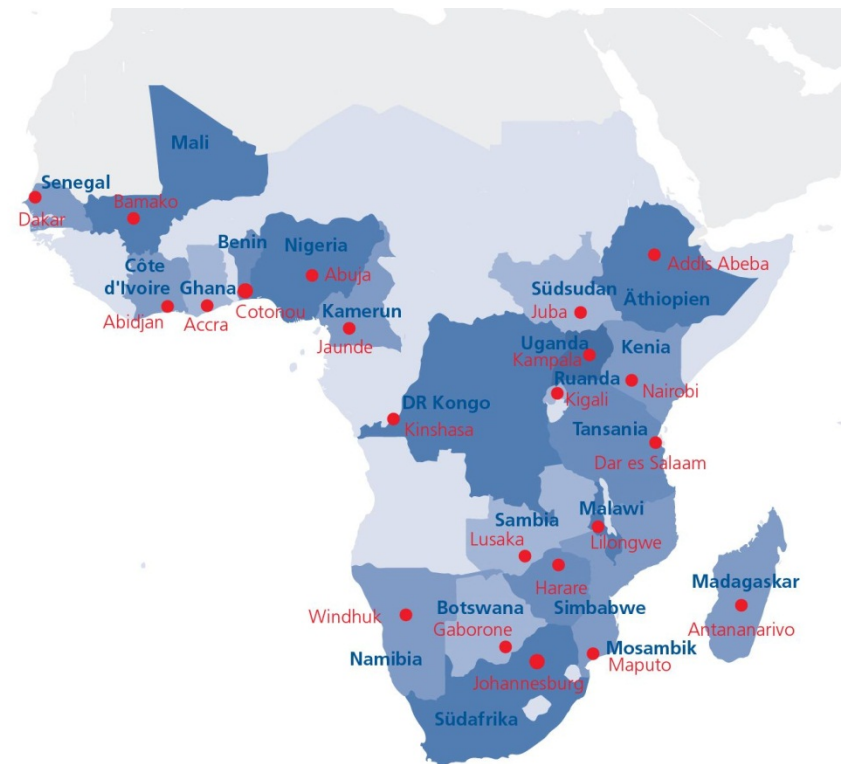 Mali
Senegal
Dakar
Bamako
Côte
d'Ivoire
Abidjan
Ghana
Accra
Benin
Cotonou
Nigeria
Abuja
Kamerun
Jaunde
Südsudan
Juba
Addis Abeba
Äthiopien
Uganda
Kampala
Kenia
Nairobi
Ruanda
Kigali
DR Kongo
Kinshasa
Tansania
Dar es Salaam
Malawi
Lilongwe
Sambia
Lusaka
Harare
Simbabwe
Madagaskar
Antananarivo
Windhuk
Namibia
Botswana
Gaborone
Mosambik
Maputo
Johannesburg
Südafrika